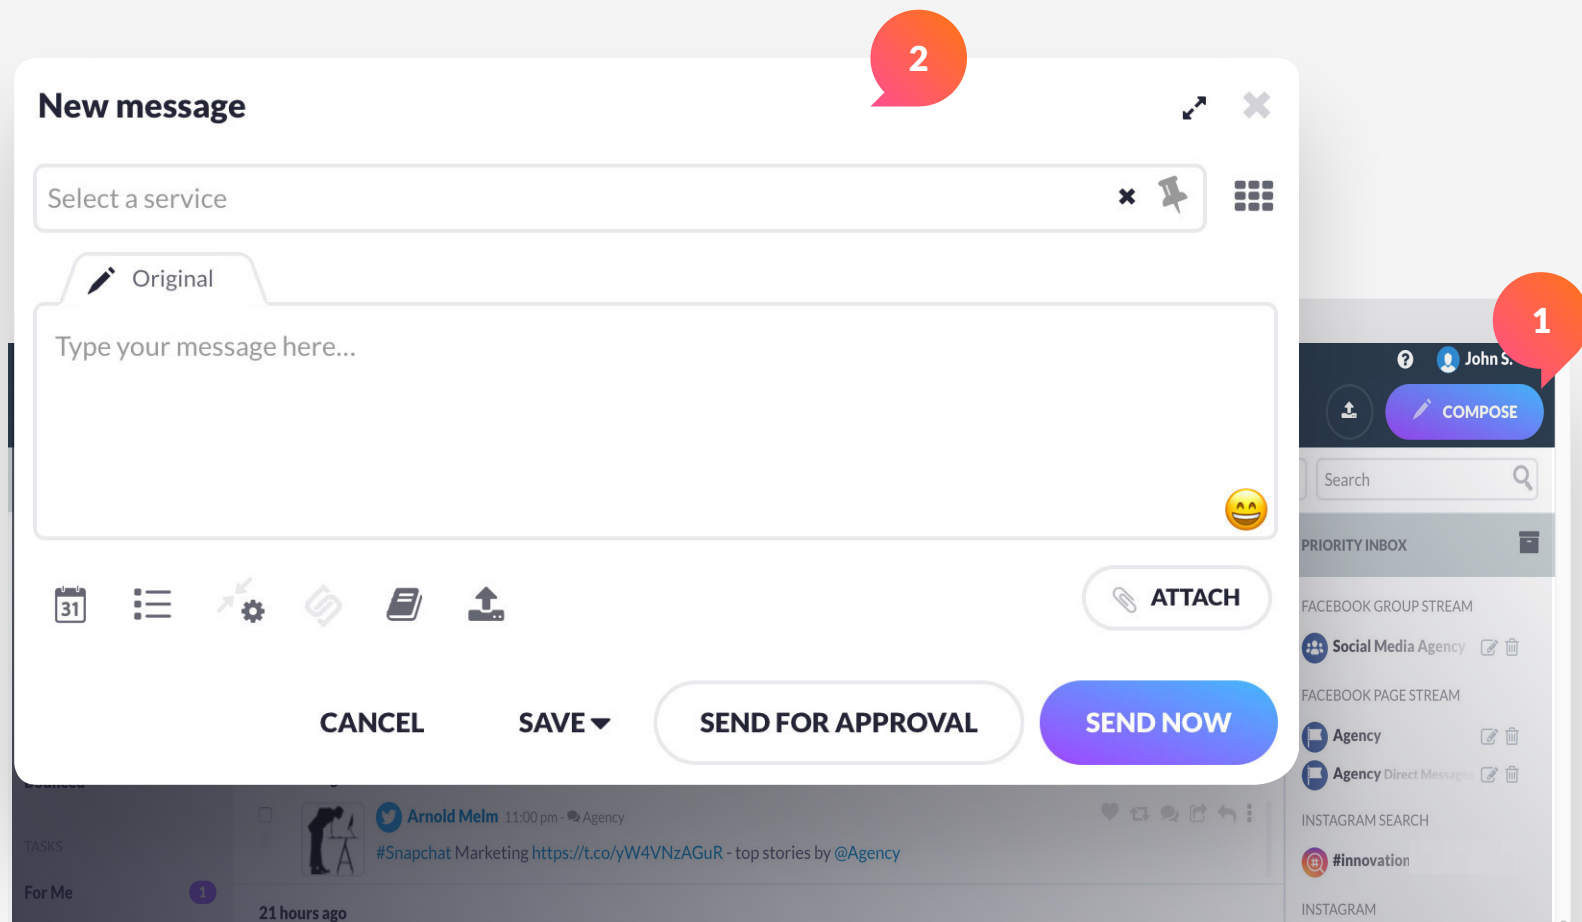 2
New message
Select a service
Original
Type your message here...
31
ATTACH
CANCEL
SAVE
SEND FOR APPROVAL
SEND NOW
1
John S.
COMPOSE
Search
PRIORITY INBOX
FACEBOOK GROUP STREAM
Social Media Agency
FACEBOOK PAGE STREAM
Agency
Agency Direct Message
INSTAGRAM SEARCH
#innovation
INSTAGRAM
TASKS
For Me 1
Arnold Melm 11:00 pm - Agency
#Snapchat Marketing https://t.co/yW4VNzAGuR - top stories by @Agency
21 hours ago